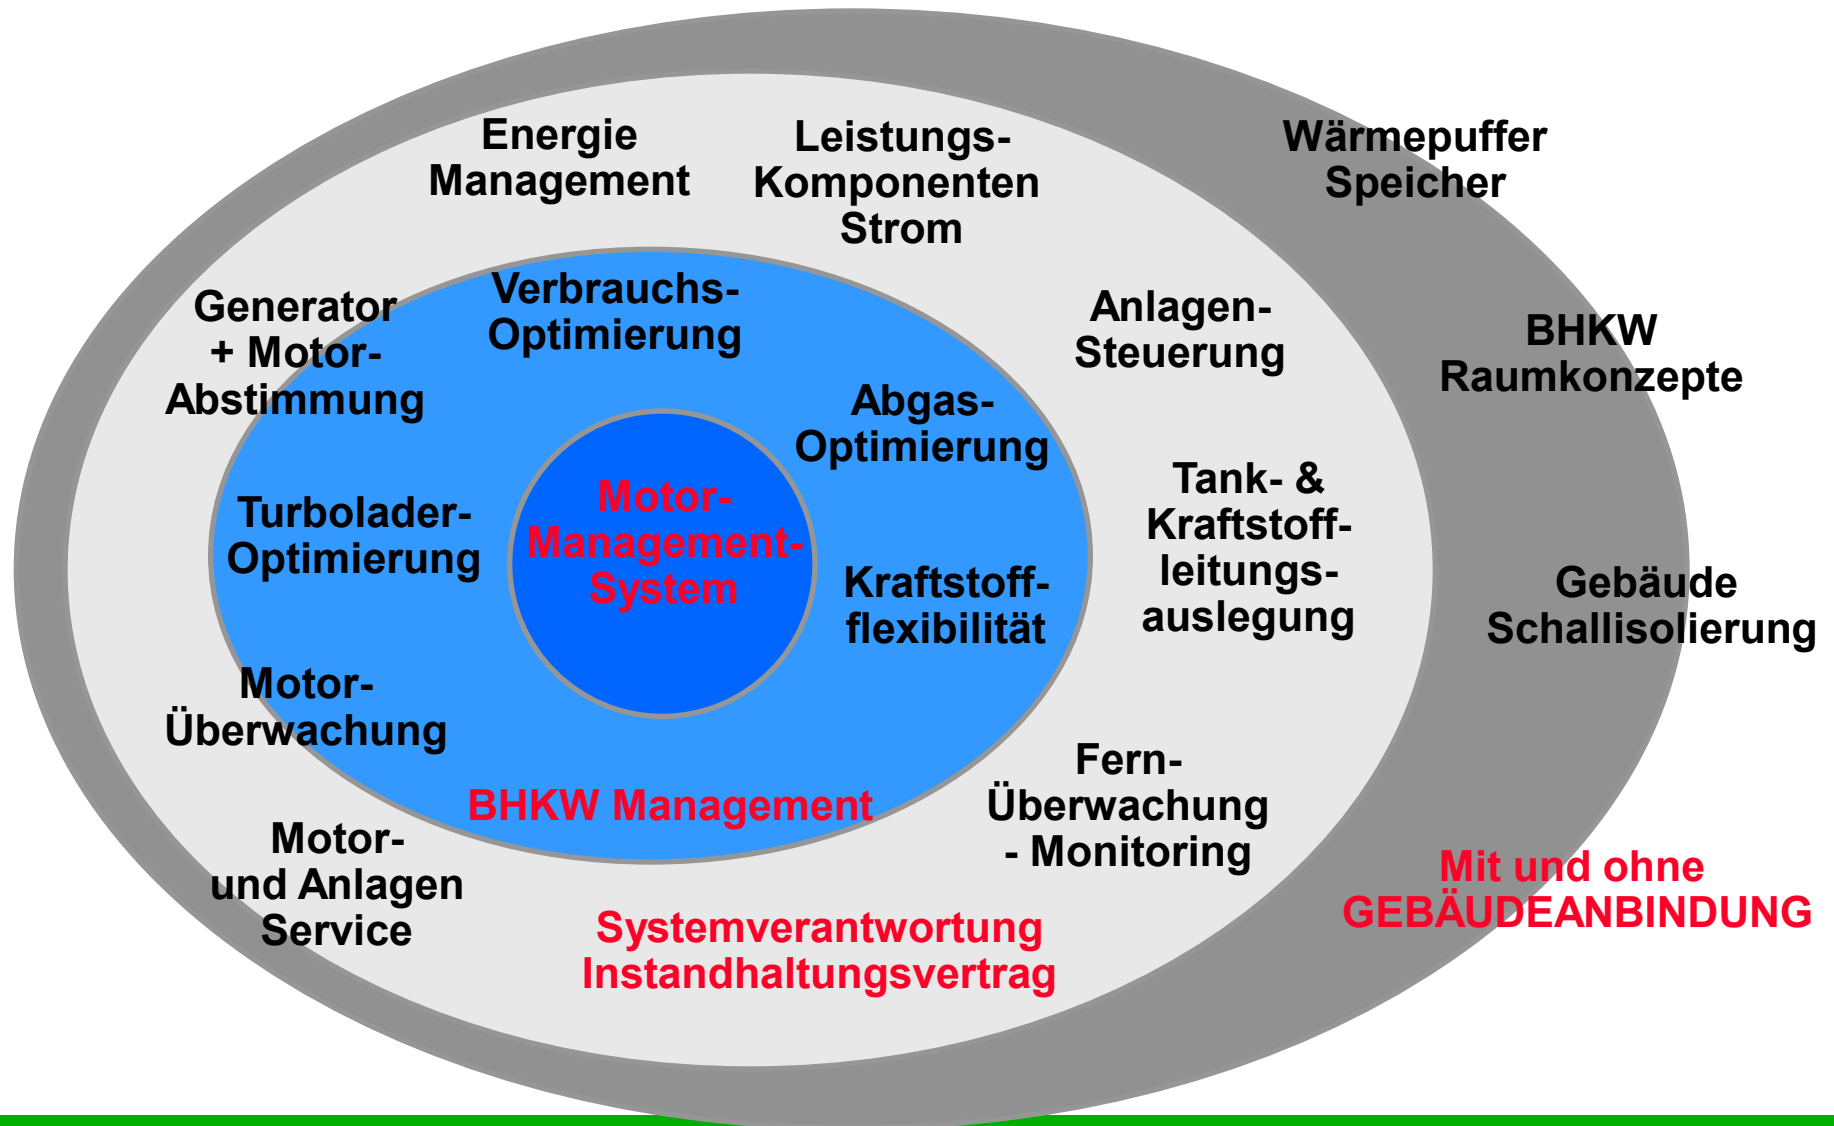 Energie
Management
Leistungs-
Komponenten
Strom
Wärmepuffer
Speicher
Generator
+ Motor-
Abstimmung
Verbrauchs-
Optimierung
Anlagen-
Steuerung
BHKW
Raumkonzepte
Abgas-
Optimierung
Turbolader-
Optimierung
Motor-
Management-
System
Tank- &
Kraftstoff-
leitungs-
auslegung
Kraftstoff-
flexibilität
Gebäude
Schallisolierung
Motor-
Überwachung
BHKW Management
Fern-
Überwachung
- Monitoring
Motor-
und Anlagen
Service
Systemverantwortung
Instandhaltungsvertrag
Mit und ohne
GEBÄUDEANBINDUNG